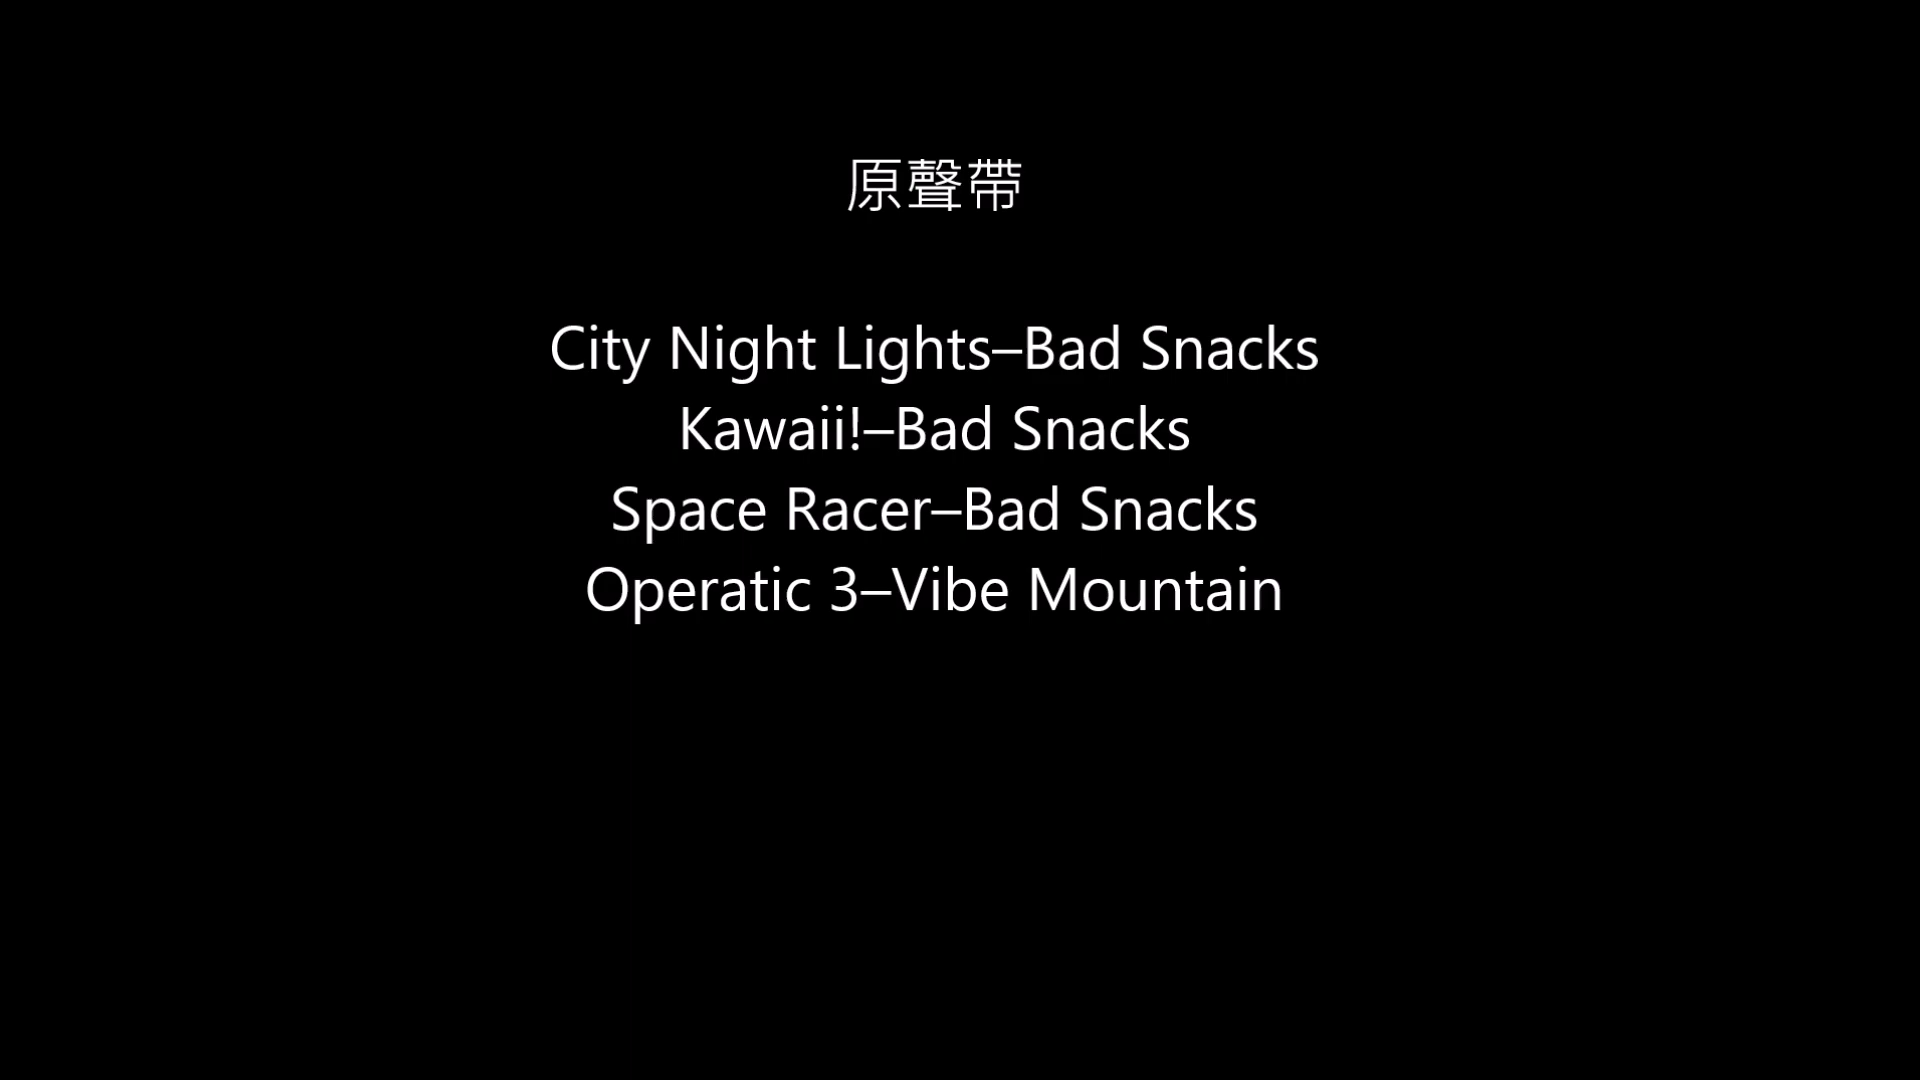 原聲帶
City Night Lights–Bad Snacks
Kawaii!–Bad Snacks
Space Racer–Bad Snacks
Operatic 3–Vibe Mountain